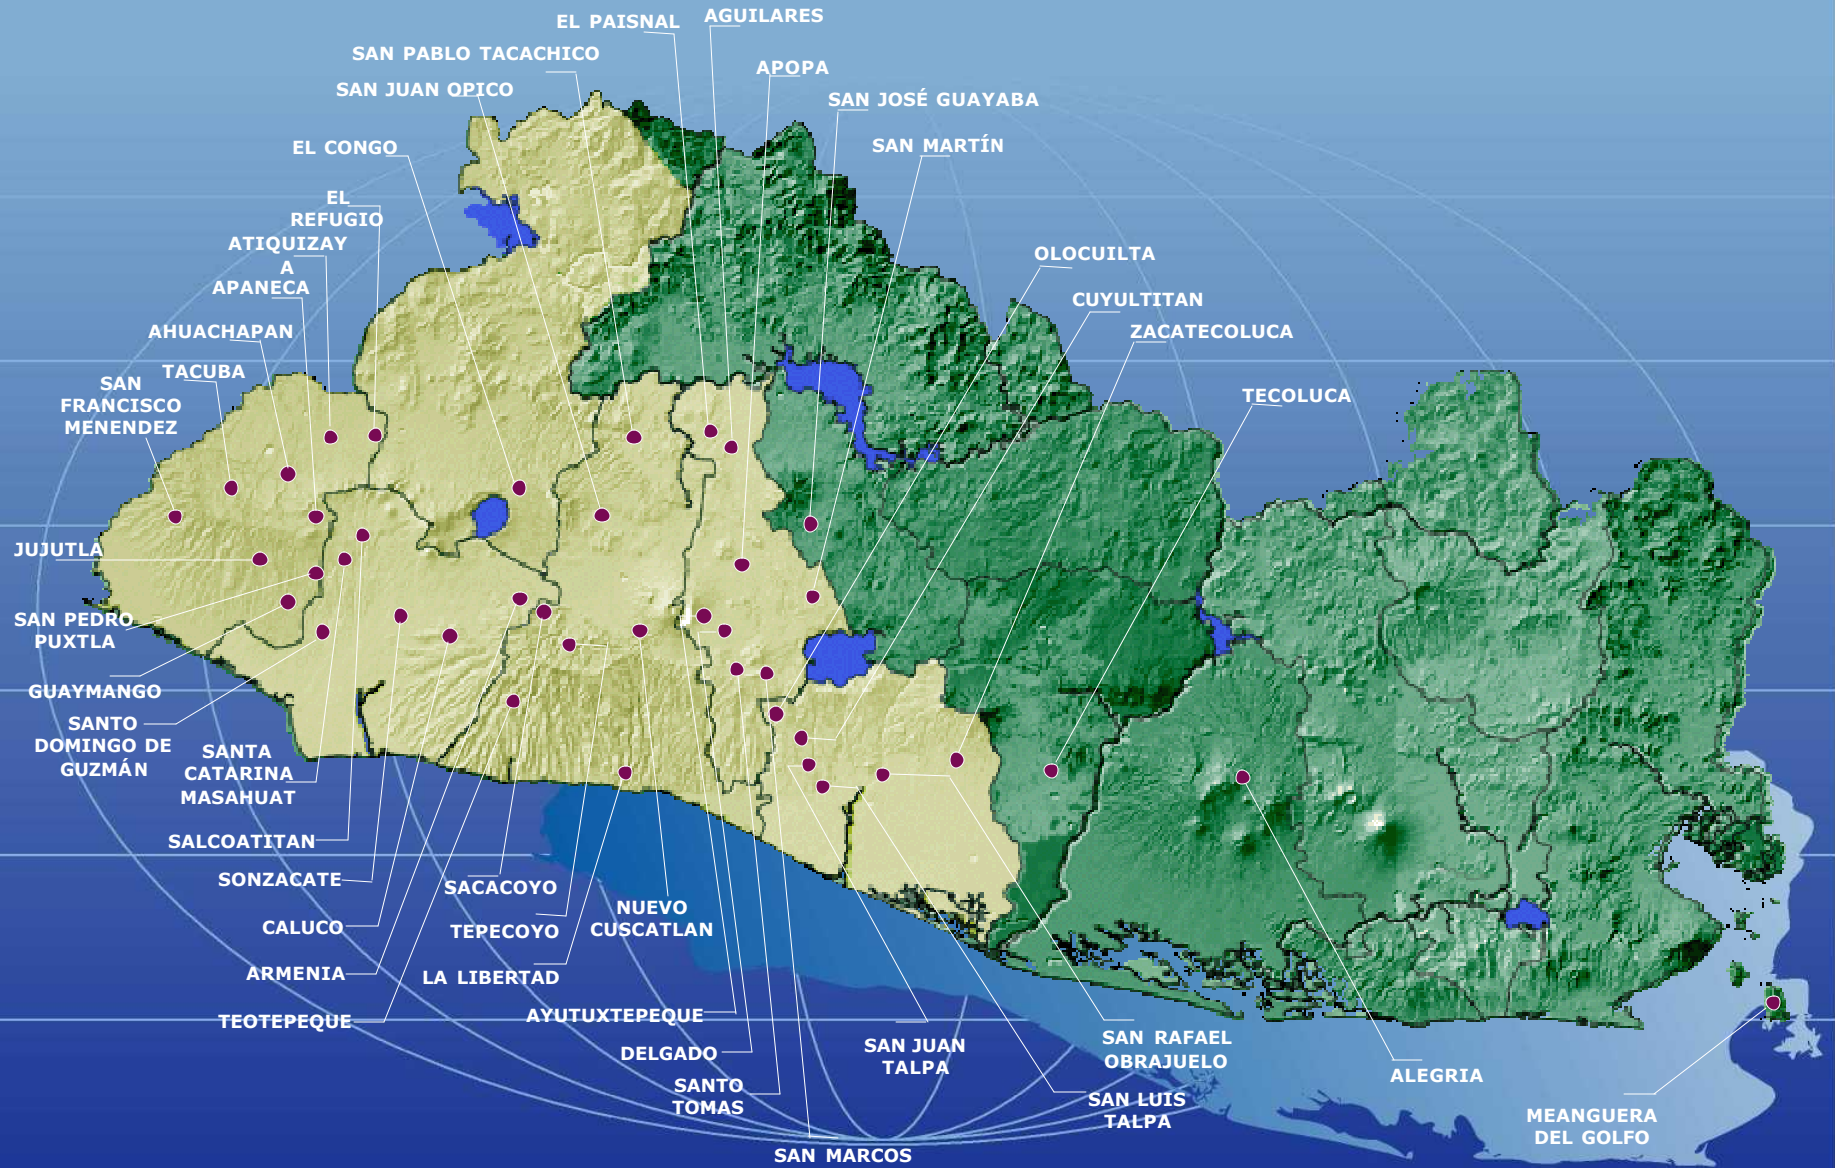 EL PAISNAL
AGUILARES
SAN PABLO TACACHICO
APOPA
SAN JUAN OPICO
SAN JOSÉ GUAYABA
EL CONGO
SAN MARTÍN
EL
REFUGIO
ATIQUIZAY
A
APANECA
OLOCUILTA
CUYULTITAN
AHUACHAPAN
ZACATECOLUCA
TACUBA
SAN
FRANCISCO
MENENDEZ
TECOLUCA
JUJUTLA
SAN PEDRO
PUXTLA
GUAYMANGO
SANTO
DOMINGO DE
GUZMÁN
SANTA
CATARINA
MASAHUAT
SALCOATITAN
SONZACATE
SACACOYO
CALUCO
TEPECOYO
NUEVO
CUSCATLAN
ARMENIA
LA LIBERTAD
TEOTEPEQUE
AYUTUXTEPEQUE
DELGADO
SANTO
TOMAS
SAN MARCOS
SAN JUAN
TALPA
SAN RAFAEL
OBRAJUELO
SAN LUIS
TALPA
ALEGRIA
MEANGUERA
DEL GOLFO